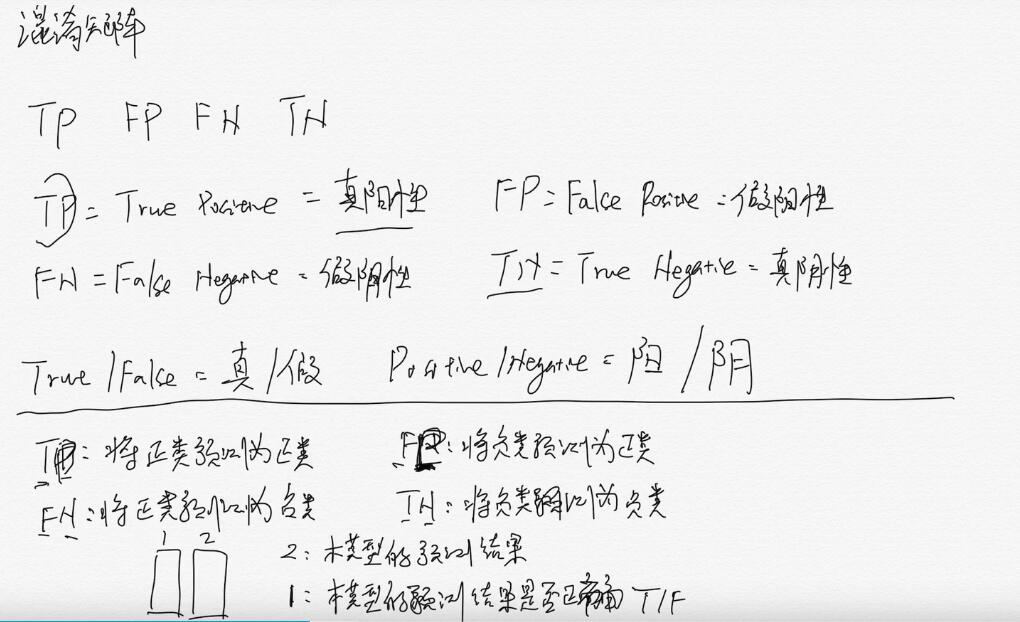 混淆矩阵
TP FP FN TN
TP = True Positive = 真阳性 FP = False Positive = 假阳性
FN = False Negative = 假阴性 TN = True Negative = 真阴性
True / False = 真 / 假 Positive / Negative = 阳 / 阴
TP: 将正类预测为正类 FP: 将负类预测为正类
FN: 将正类预测为负类 TN: 将负类预测为负类
1 2
2: 本模型的预测结果
1: 本模型的预测结果是否正确 T/F